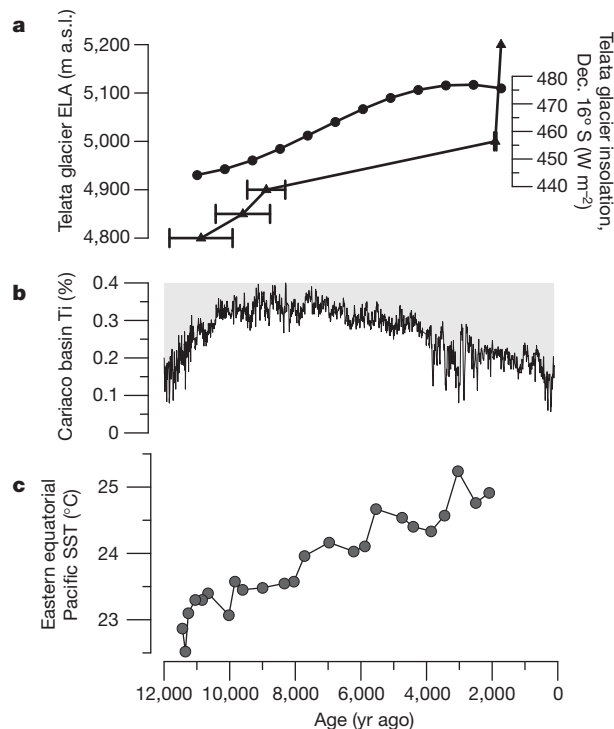 a
Telata glacier ELA (m a.s.l.)
5,200
5,100
5,000
4,900
4,800
480
470
460
450
440
Telata glacier insolation,
Dec. 16° S (W m⁻²)
b
Cariaco basin Ti (%)
0.4
0.3
0.2
0.1
0
c
Eastern equatorial
Pacific SST (°C)
25
24
23
12,000 10,000 8,000 6,000 4,000 2,000 0
Age (yr ago)